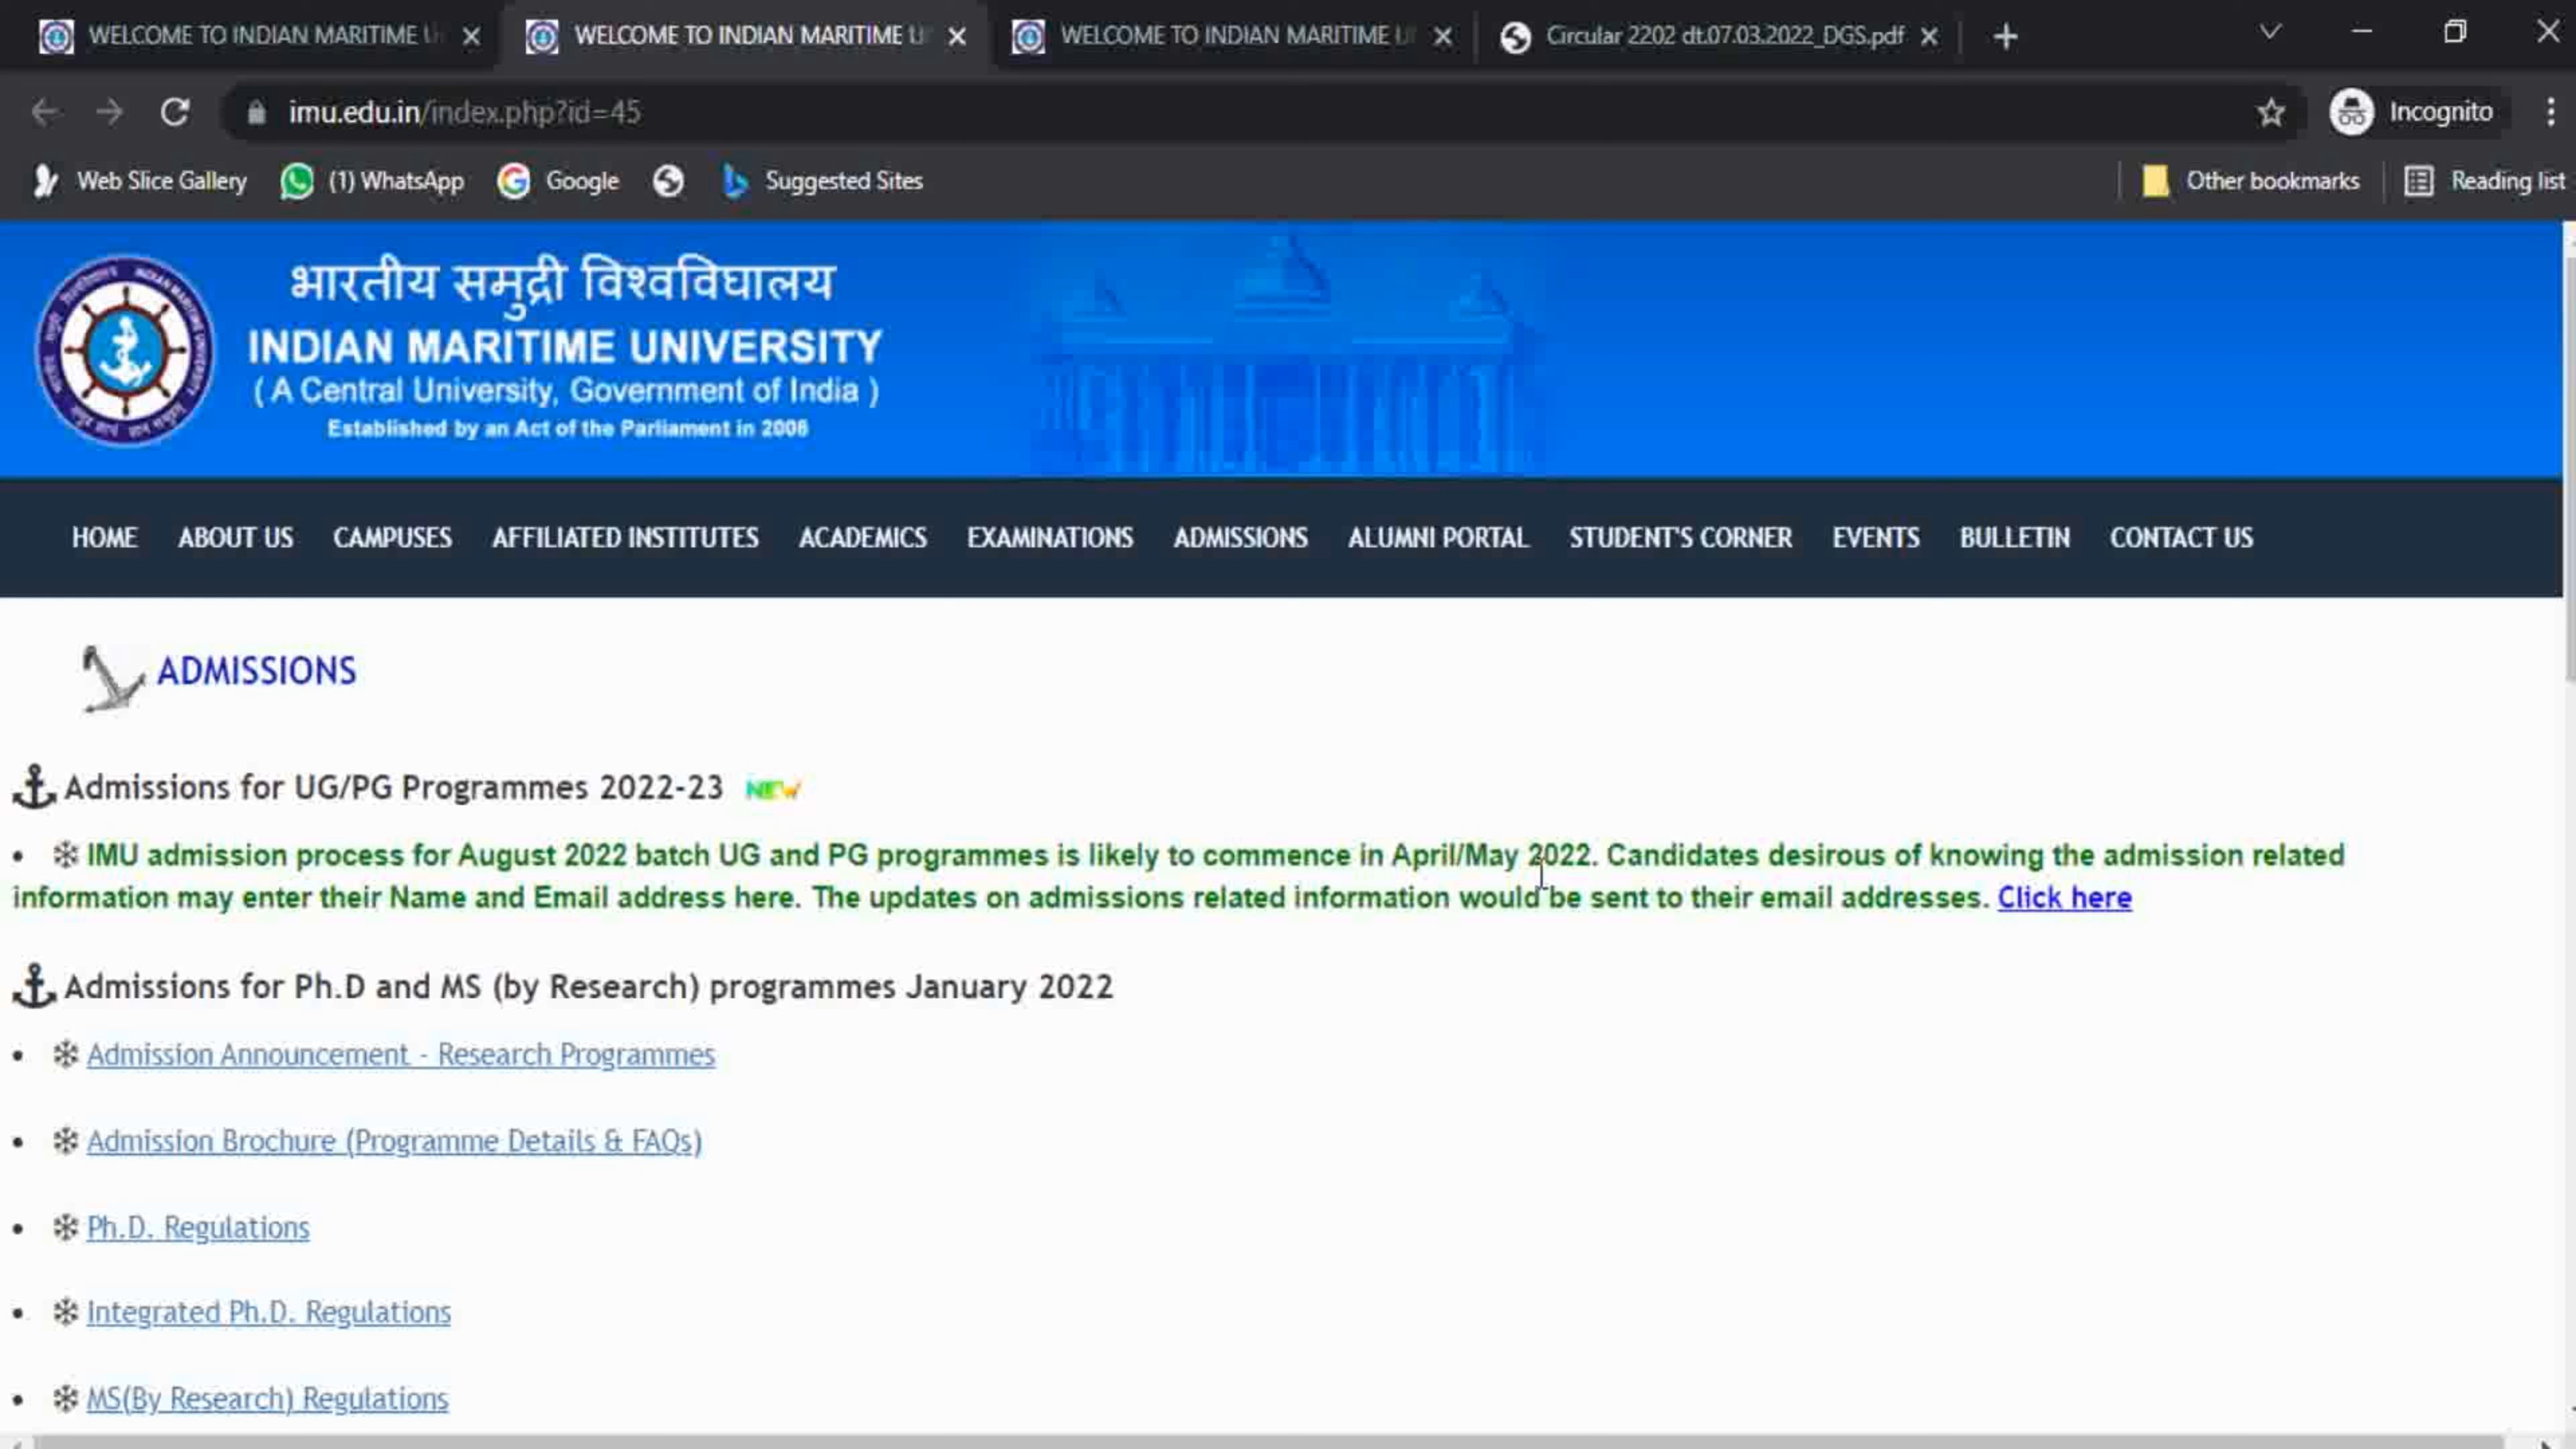 WELCOME TO INDIAN MARITIME U
WELCOME TO INDIAN MARITIME U
WELCOME TO INDIAN MARITIME U
Circular 2202 dt.07.03.2022_DGS.pdf
imu.edu.in/index.php?id=45
Incognito
Web Slice Gallery
(1) WhatsApp
Google
Suggested Sites
Other bookmarks
Reading list
भारतीय समुद्री विश्वविघालय
INDIAN MARITIME UNIVERSITY
( A Central University, Government of India )
Established by an Act of the Parliament in 2008
HOME ABOUT US CAMPUSES AFFILIATED INSTITUTES ACADEMICS EXAMINATIONS ADMISSIONS ALUMNI PORTAL STUDENT'S CORNER EVENTS BULLETIN CONTACT US
ADMISSIONS
Admissions for UG/PG Programmes 2022-23 NEW
IMU admission process for August 2022 batch UG and PG programmes is likely to commence in April/May 2022. Candidates desirous of knowing the admission related
information may enter their Name and Email address here. The updates on admissions related information would be sent to their email addresses. Click here
Admissions for Ph.D and MS (by Research) programmes January 2022
Admission Announcement - Research Programmes
Admission Brochure (Programme Details & FAQs)
Ph.D. Regulations
Integrated Ph.D. Regulations
MS(By Research) Regulations